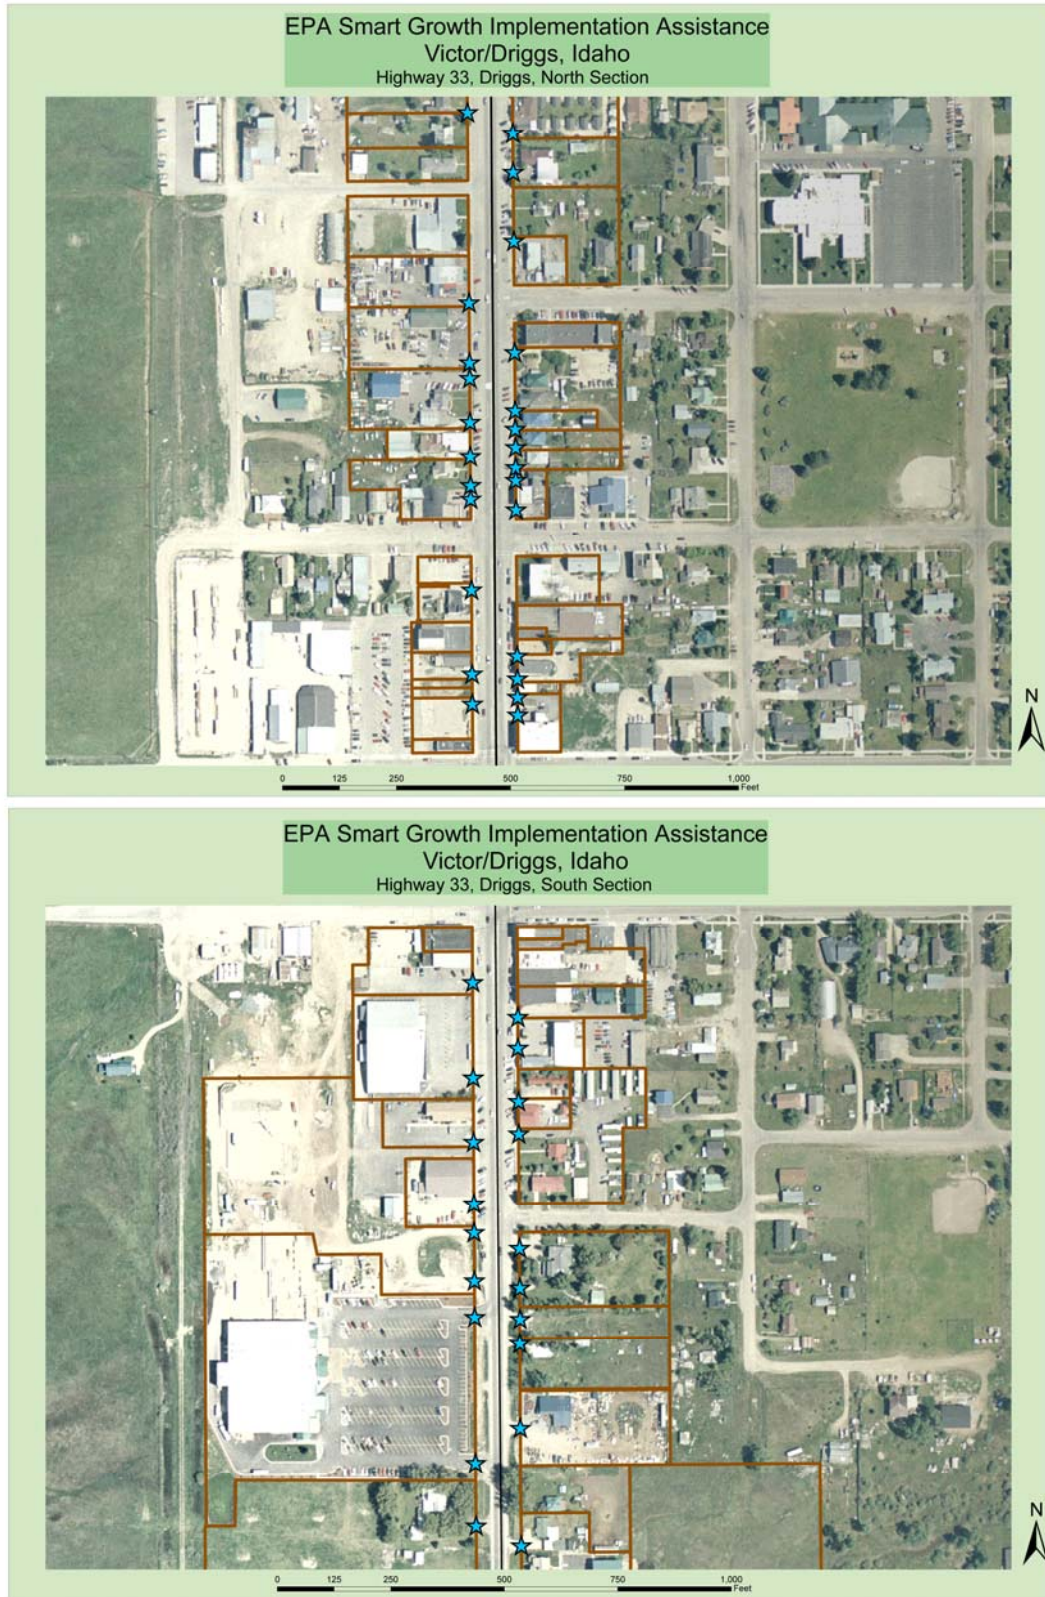 EPA Smart Growth Implementation Assistance
Victor/Driggs, Idaho
Highway 33, Driggs, North Section
N
0 125 250 500 750 1,000
Feet
EPA Smart Growth Implementation Assistance
Victor/Driggs, Idaho
Highway 33, Driggs, South Section
N
0 125 250 500 750 1,000
Feet